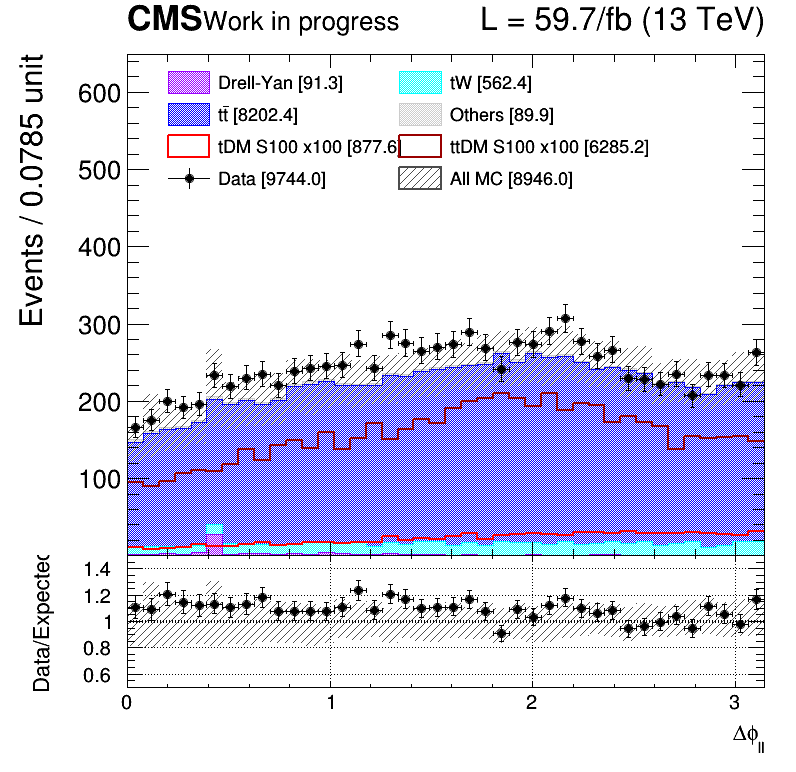 CMS Work in progress L = 59.7/fb (13 TeV)
Events / 0.0785 unit
600
500
400
300
200
100
Drell-Yan [91.3] tW [562.4]
tt̄ [8202.4] Others [89.9]
tDM S100 x100 [877.6] ttDM S100 x100 [6285.2]
Data [9744.0] All MC [8946.0]
Data/Expected
1.4
1.2
1
0.8
0.6
0 1 2 3
Δϕ_ll